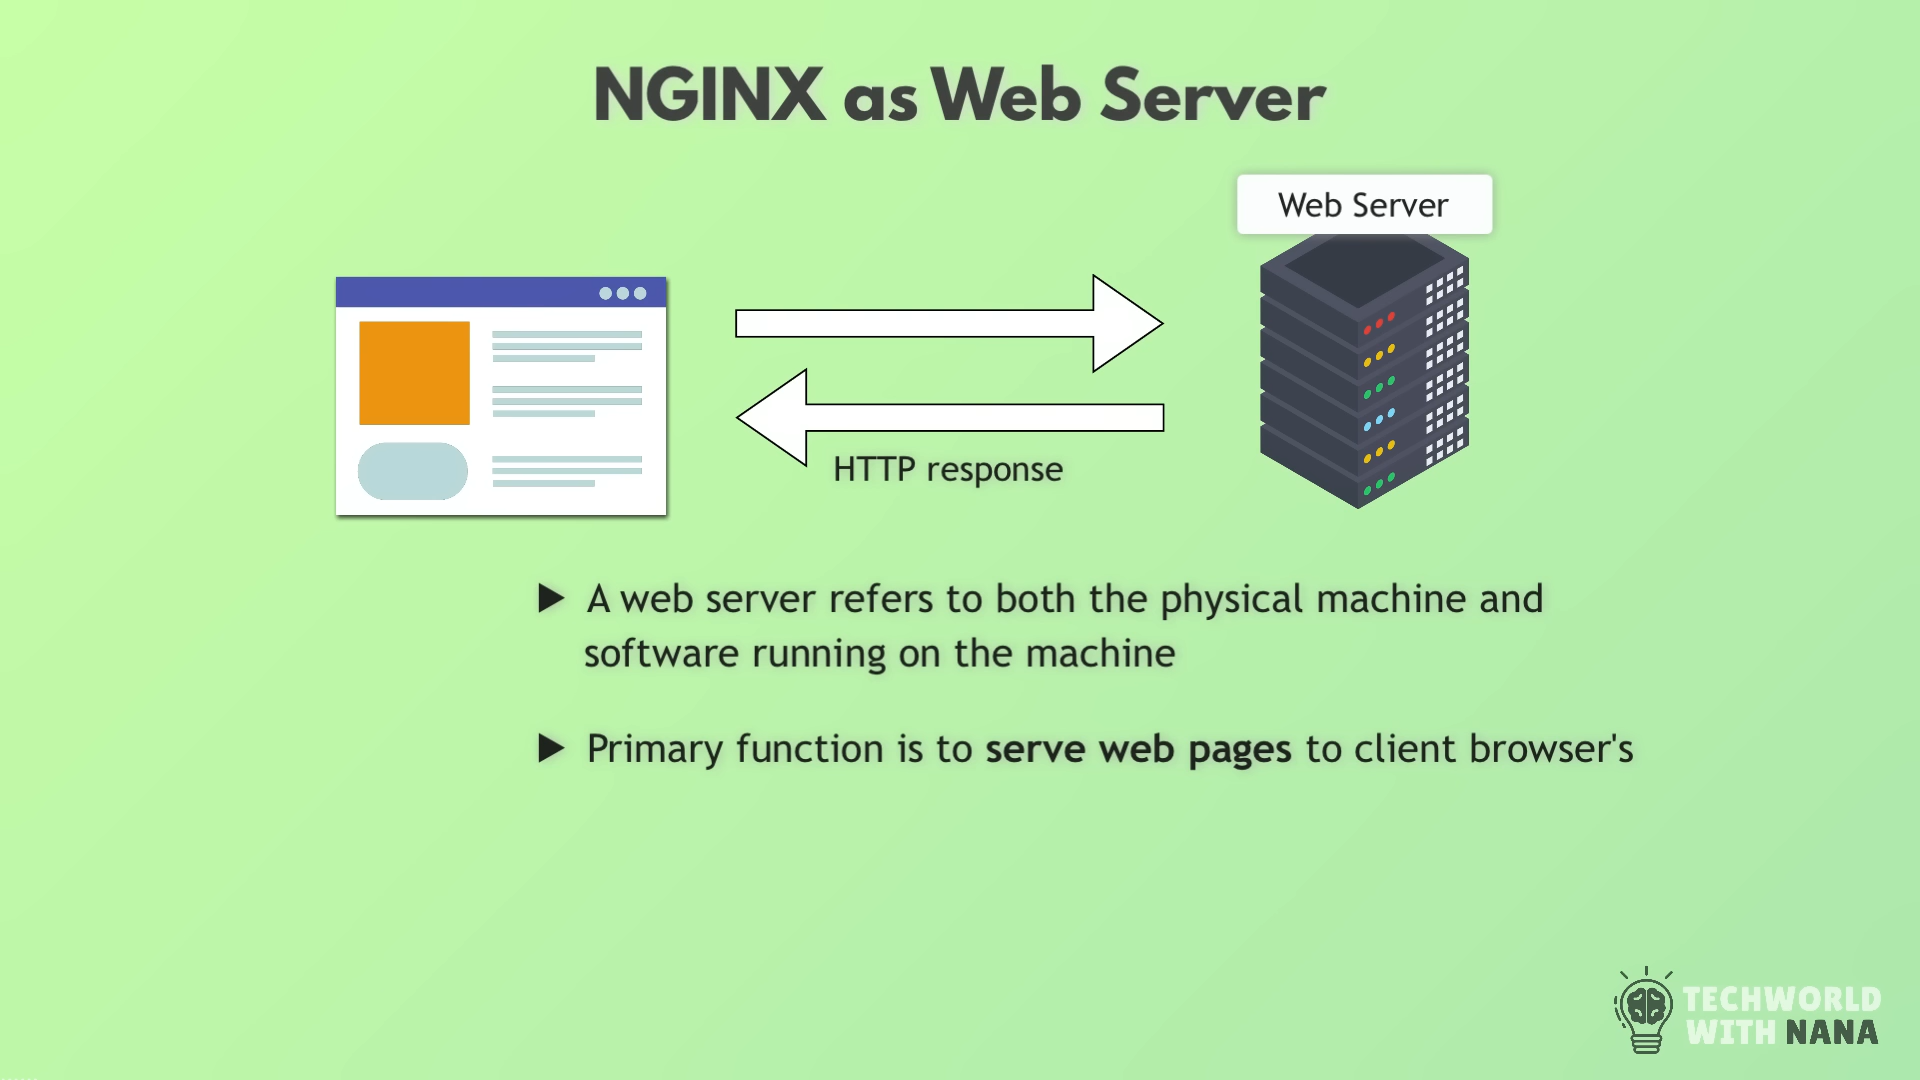 NGINX as Web Server
Web Server
HTTP response
▶ A web server refers to both the physical machine and
software running on the machine
▶ Primary function is to serve web pages to client browser's
TECHWORLD
WITH NANA